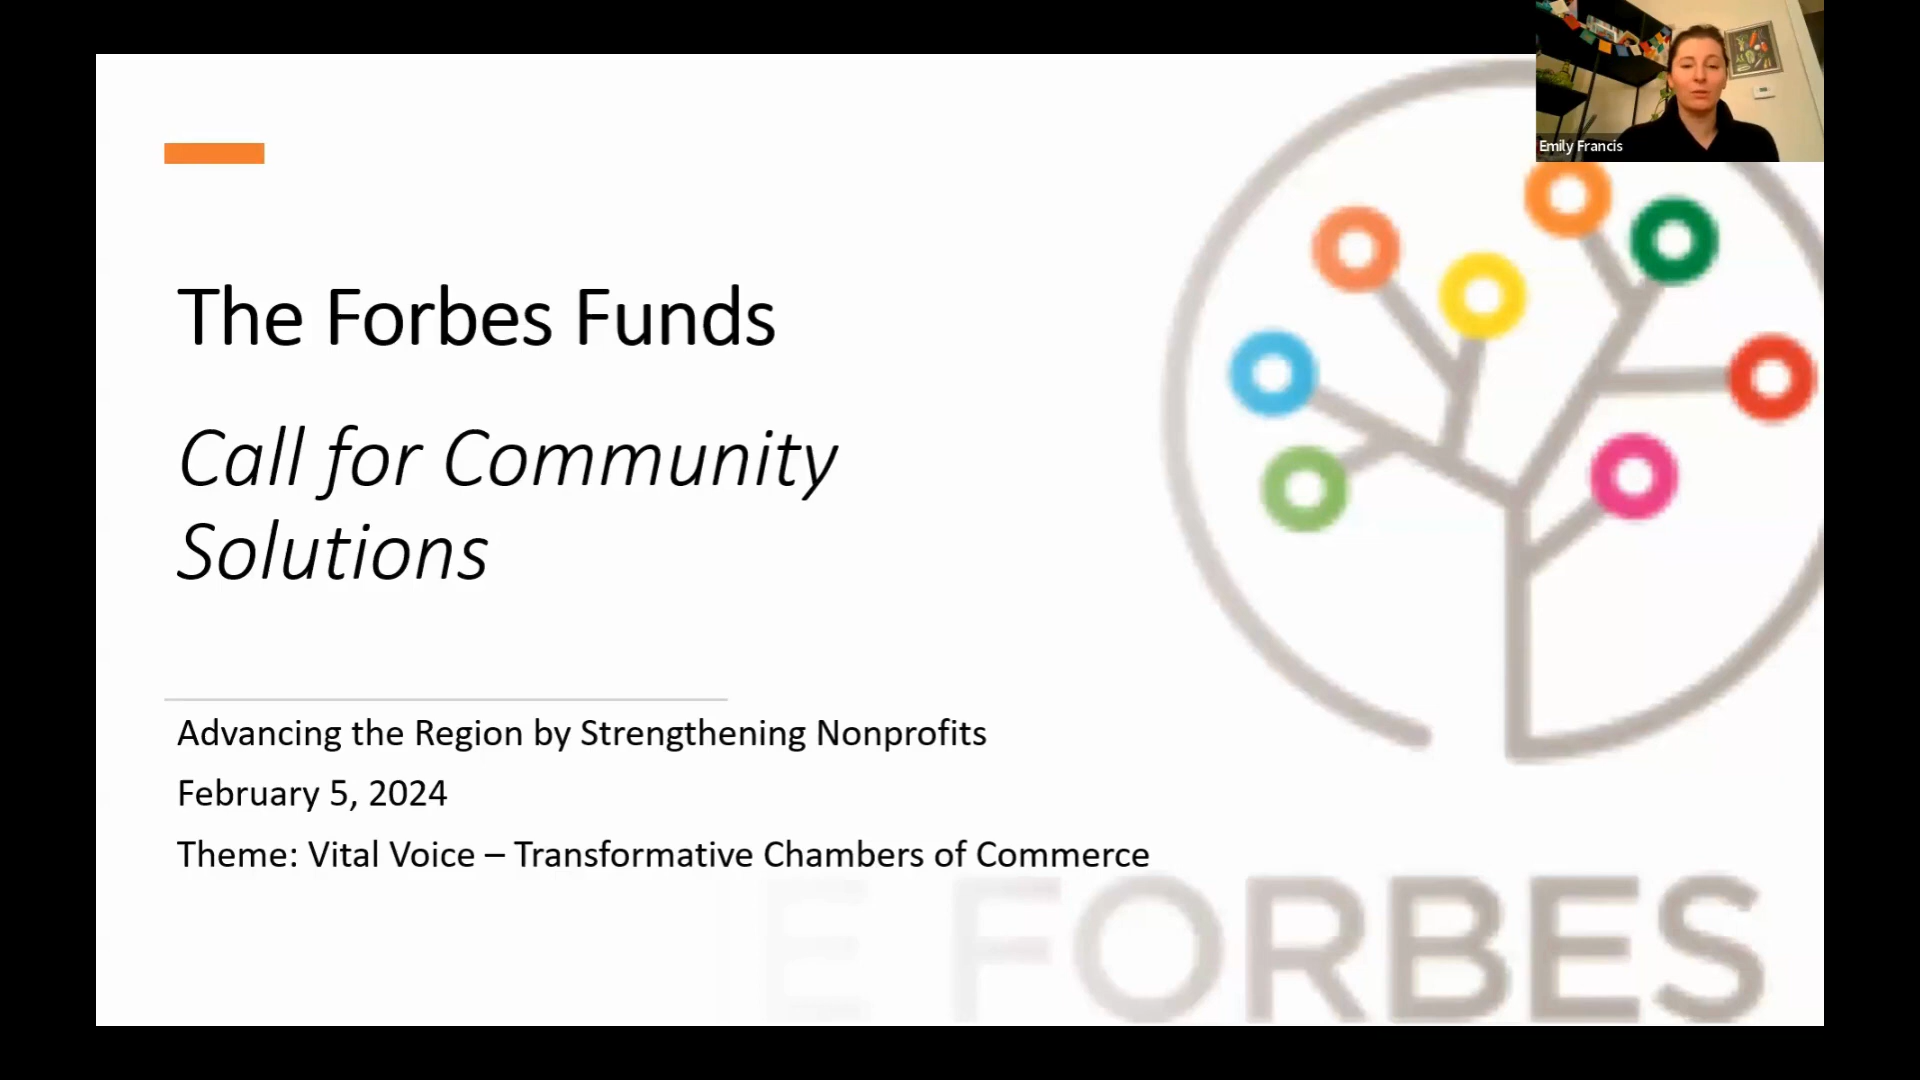 Emily Francis
The Forbes Funds
Call for Community
Solutions
Advancing the Region by Strengthening Nonprofits
February 5, 2024
Theme: Vital Voice – Transformative Chambers of Commerce
E FORBES